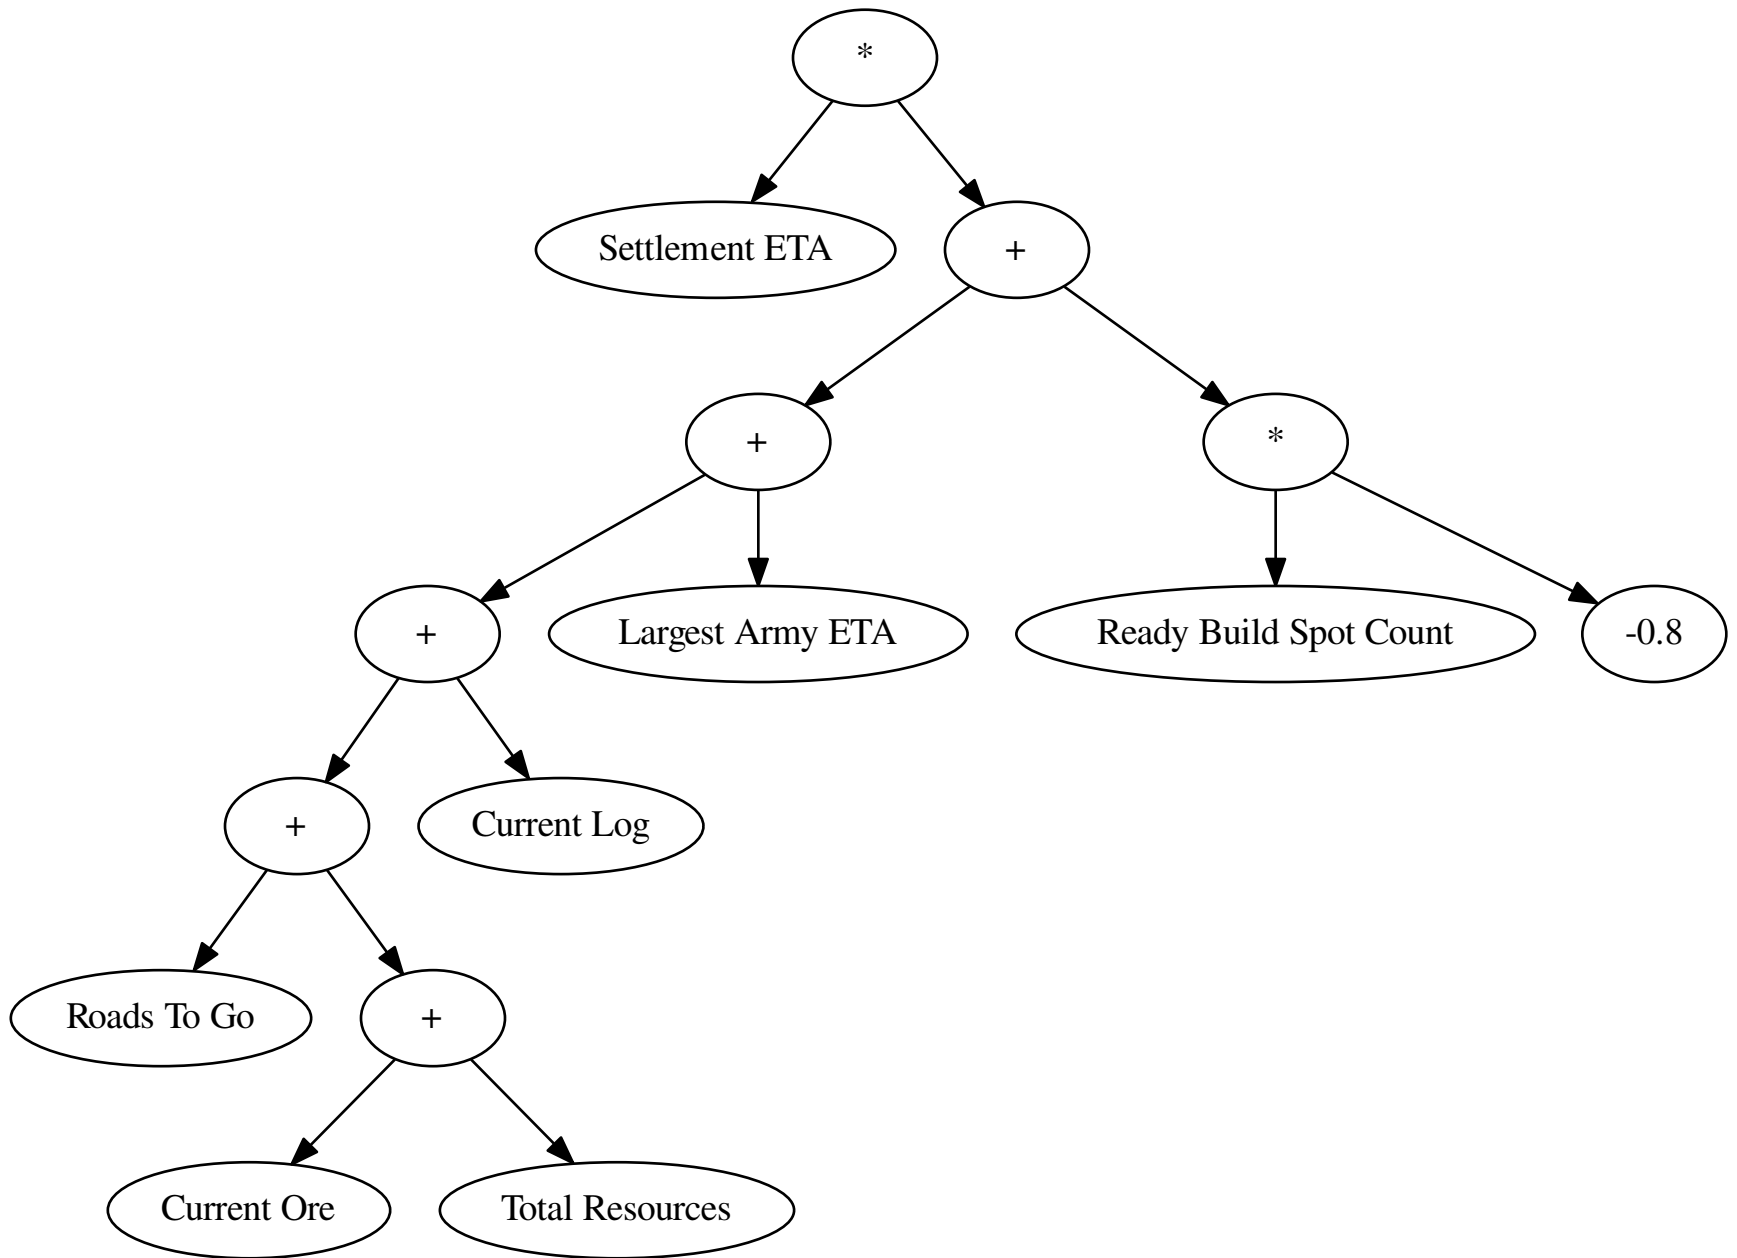 *
Settlement ETA
+
+
*
+
Largest Army ETA
Ready Build Spot Count
-0.8
+
Current Log
Roads To Go
+
Current Ore
Total Resources